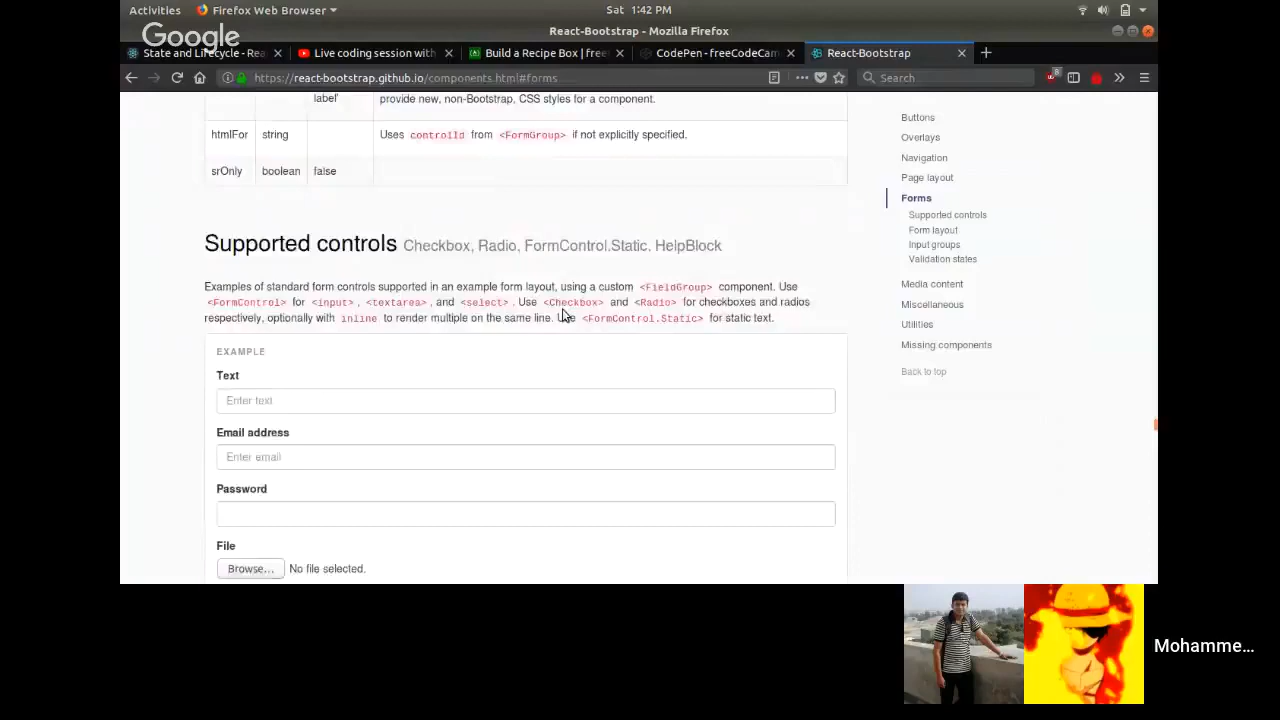 Activities
Firefox Web Browser
Sat 1:42 PM
Google
React-Bootstrap - Mozilla Firefox
State and Lifecycle - Rea
Live coding session with
Build a Recipe Box | free
CodePen - freeCodeCam
React-Bootstrap
https://react-bootstrap.github.io/components.html#forms
Search
8
label'
provide new, non-Bootstrap, CSS styles for a component.
htmlFor
string
Uses controlId from <FormGroup> if not explicitly specified.
srOnly
boolean
false
Supported controls Checkbox, Radio, FormControl.Static, HelpBlock
Examples of standard form controls supported in an example form layout, using a custom <FieldGroup> component. Use
<FormControl> for <input>, <textarea>, and <select>. Use <Checkbox> and <Radio> for checkboxes and radios
respectively, optionally with inline to render multiple on the same line. Use <FormControl.Static> for static text.
EXAMPLE
Text
Enter text
Email address
Enter email
Password
File
Browse... No file selected.
Buttons
Overlays
Navigation
Page layout
Forms
Supported controls
Form layout
Input groups
Validation states
Media content
Miscellaneous
Utilities
Missing components
Back to top
Mohamme...